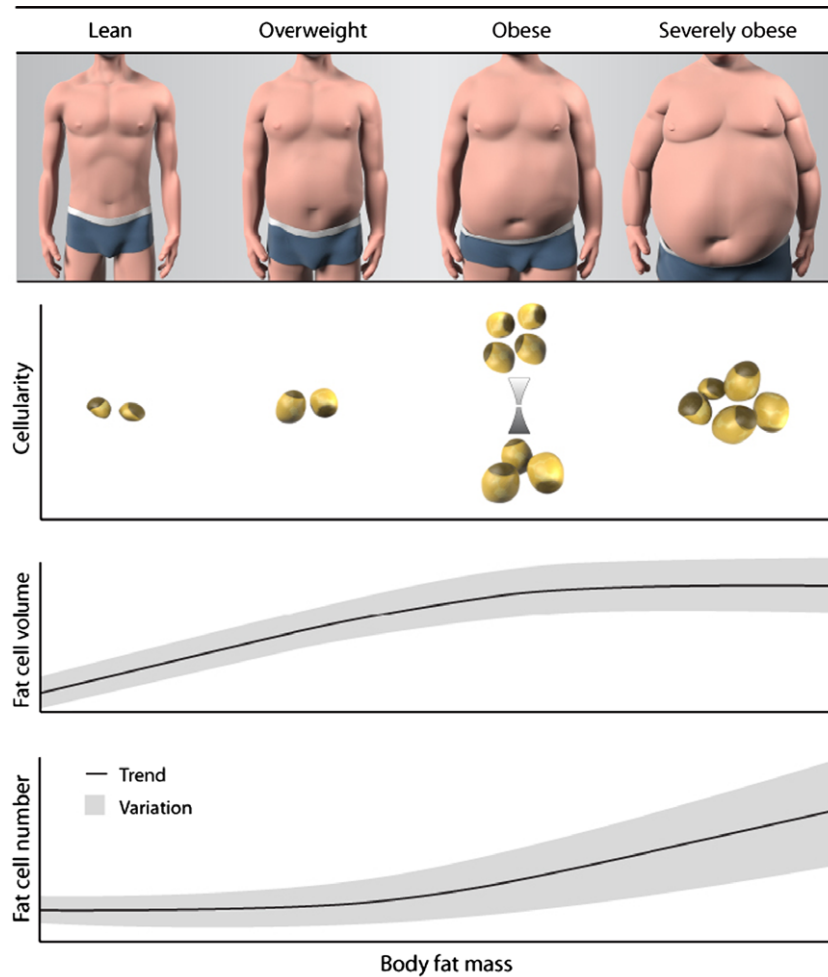 Lean Overweight Obese Severely obese
Cellularity
Fat cell volume
Fat cell number
Trend
Variation
Body fat mass